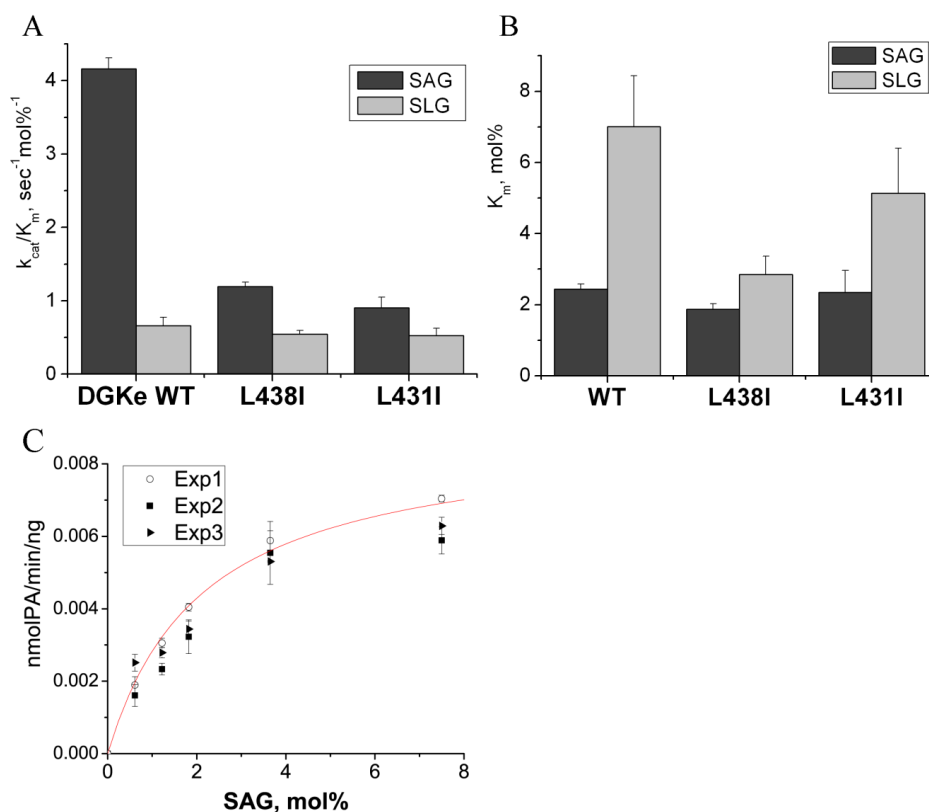 A
SAG
SLG
k_cat/K_m, sec⁻¹mol%⁻¹
4
3
2
1
0
DGKe WT L438I L431I
B
SAG
SLG
K_m, mol%
8
6
4
2
0
WT L438I L431I
C
Exp1
Exp2
Exp3
nmolPA/min/ng
0.008
0.006
0.004
0.002
0.000
0 2 4 6 8
SAG, mol%